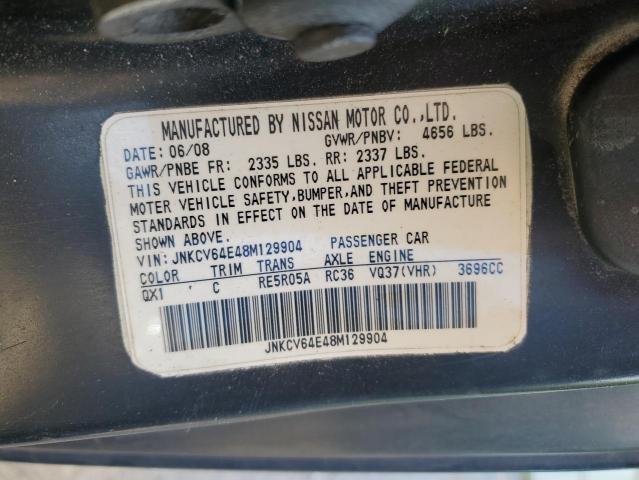 MANUFACTURED BY NISSAN MOTOR CO.,LTD.
DATE: 06/08 GVWR/PNBV: 4656 LBS.
GAWR/PNBE FR: 2335 LBS. RR: 2337 LBS.
THIS VEHICLE CONFORMS TO ALL APPLICABLE FEDERAL
MOTER VEHICLE SAFETY,BUMPER,AND THEFT PREVENTION
STANDARDS IN EFFECT ON THE DATE OF MANUFACTURE
SHOWN ABOVE.
VIN: JNKCV64E48M129904 PASSENGER CAR
COLOR TRIM TRANS AXLE ENGINE
QX1 ' C RE5R05A RC36 VQ37(VHR) 3696CC
JNKCV64E48M129904